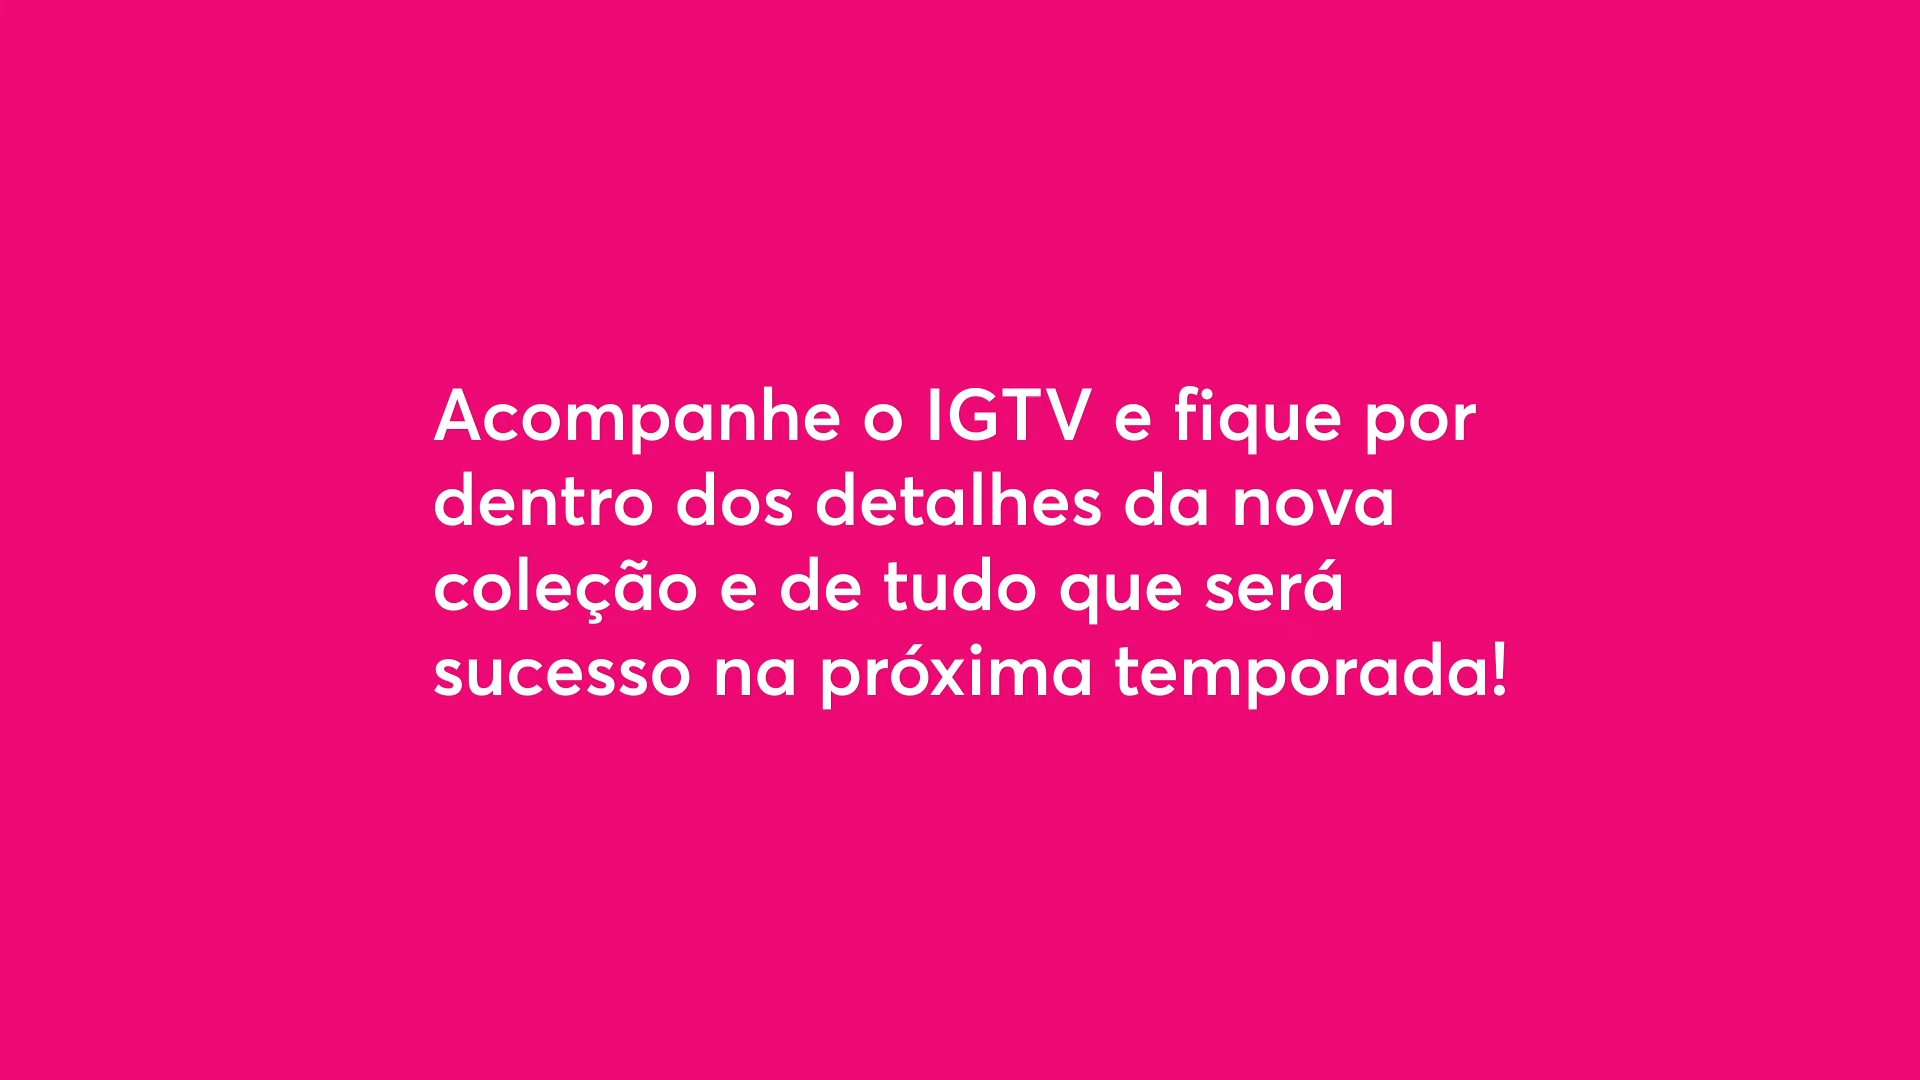 Acompanhe o IGTV e fique por
dentro dos detalhes da nova
coleção e de tudo que será
sucesso na próxima temporada!